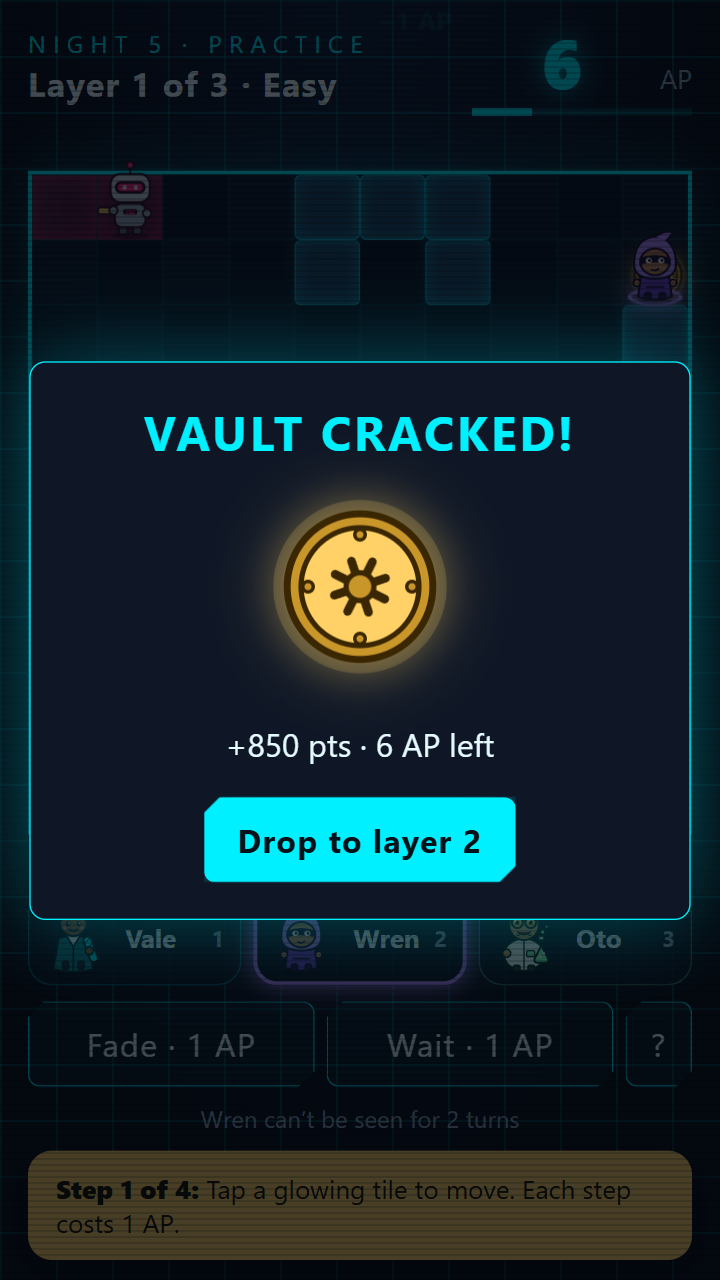 −1 AP
NIGHT 5 · PRACTICE
Layer 1 of 3 · Easy
6
AP
VAULT CRACKED!
+850 pts · 6 AP left
Drop to layer 2
Vale 1
Wren 2
Oto 3
Fade · 1 AP
Wait · 1 AP
?
Wren can’t be seen for 2 turns
Step 1 of 4: Tap a glowing tile to move. Each step
costs 1 AP.